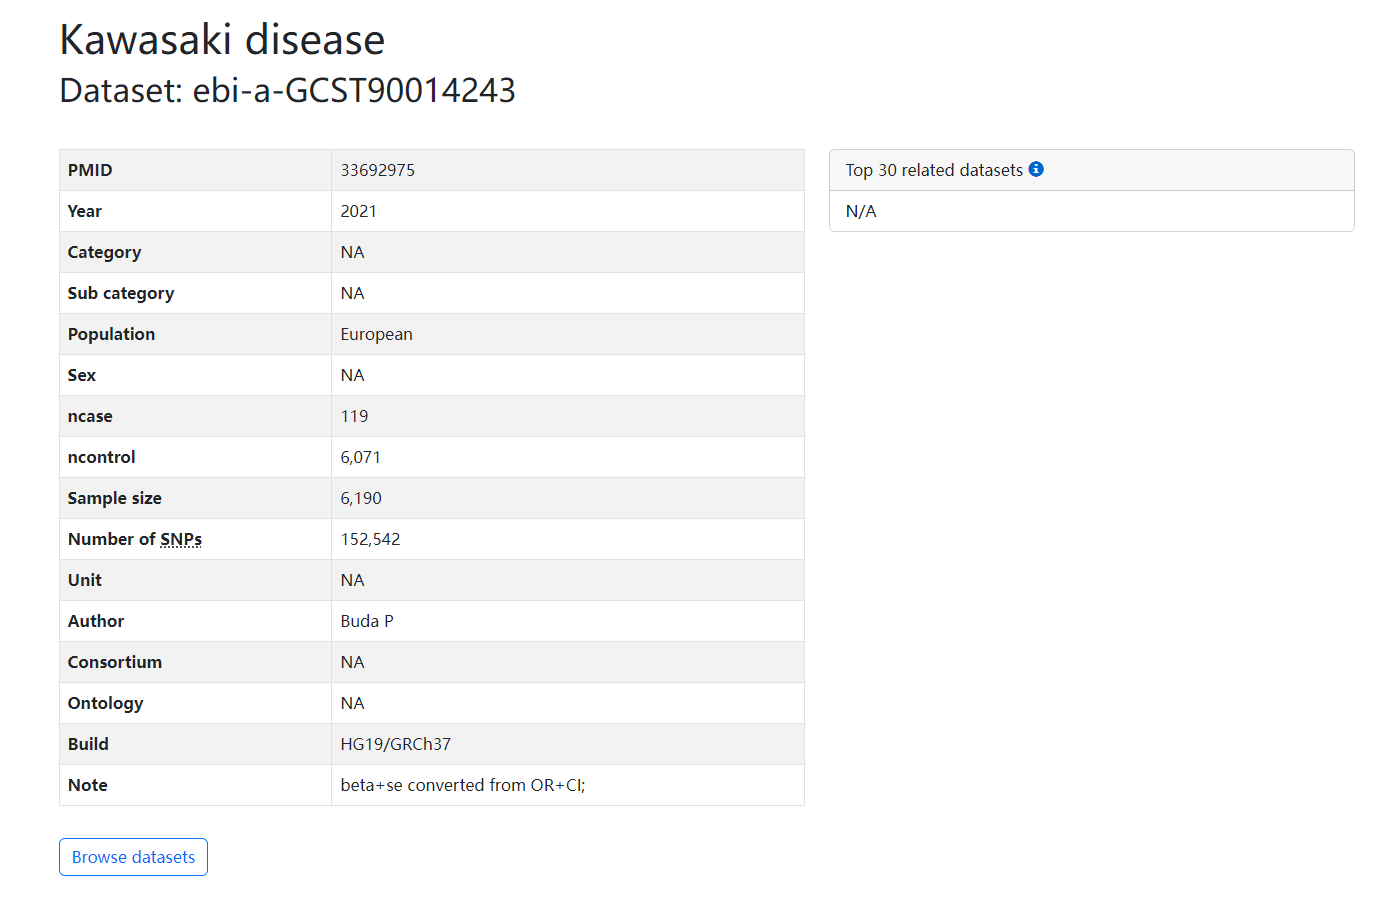 Kawasaki disease
Dataset: ebi-a-GCST90014243
PMID 33692975
Year 2021
Category NA
Sub category NA
Population European
Sex NA
ncase 119
ncontrol 6,071
Sample size 6,190
Number of SNPs 152,542
Unit NA
Author Buda P
Consortium NA
Ontology NA
Build HG19/GRCh37
Note beta+se converted from OR+CI;
Browse datasets
Top 30 related datasets
N/A